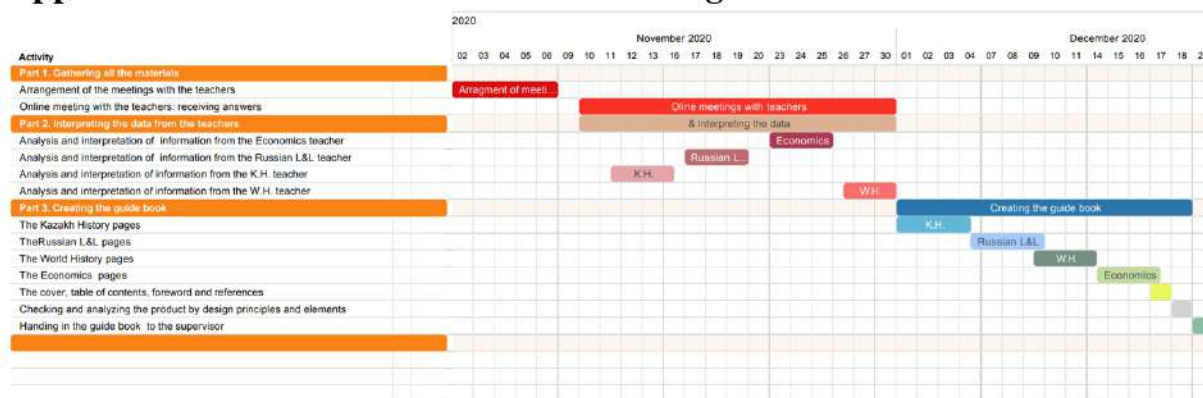 2020
November 2020 December 2020
Activity 02 03 04 05 06 09 10 11 12 13 16 17 18 19 20 23 24 25 26 27 30 01 02 03 04 07 08 09 10 11 14 15 16 17 18
Part 1. Gathering all the materials
Arrangement of the meetings with the teachers Arragment of meeti...
Online meeting with the teachers: receiving answers Oline meetings with teachers
Part 2. Interpreting the data from the teachers & interpreting the data
Analysis and interpretation of information from the Economics teacher Economics
Analysis and interpretation of information from the Russian L&L teacher Russian L...
Analysis and interpretation of information from the K.H. teacher K.H.
Analysis and interpretation of information from the W.H. teacher W.H.
Part 3. Creating the guide book Creating the guide book
The Kazakh History pages K.H.
TheRussian L&L pages Russian L&L
The World History pages W.H.
The Economics pages Economics
The cover, table of contents, foreword and references
Checking and analyzing the product by design principles and elements
Handing in the guide book to the supervisor